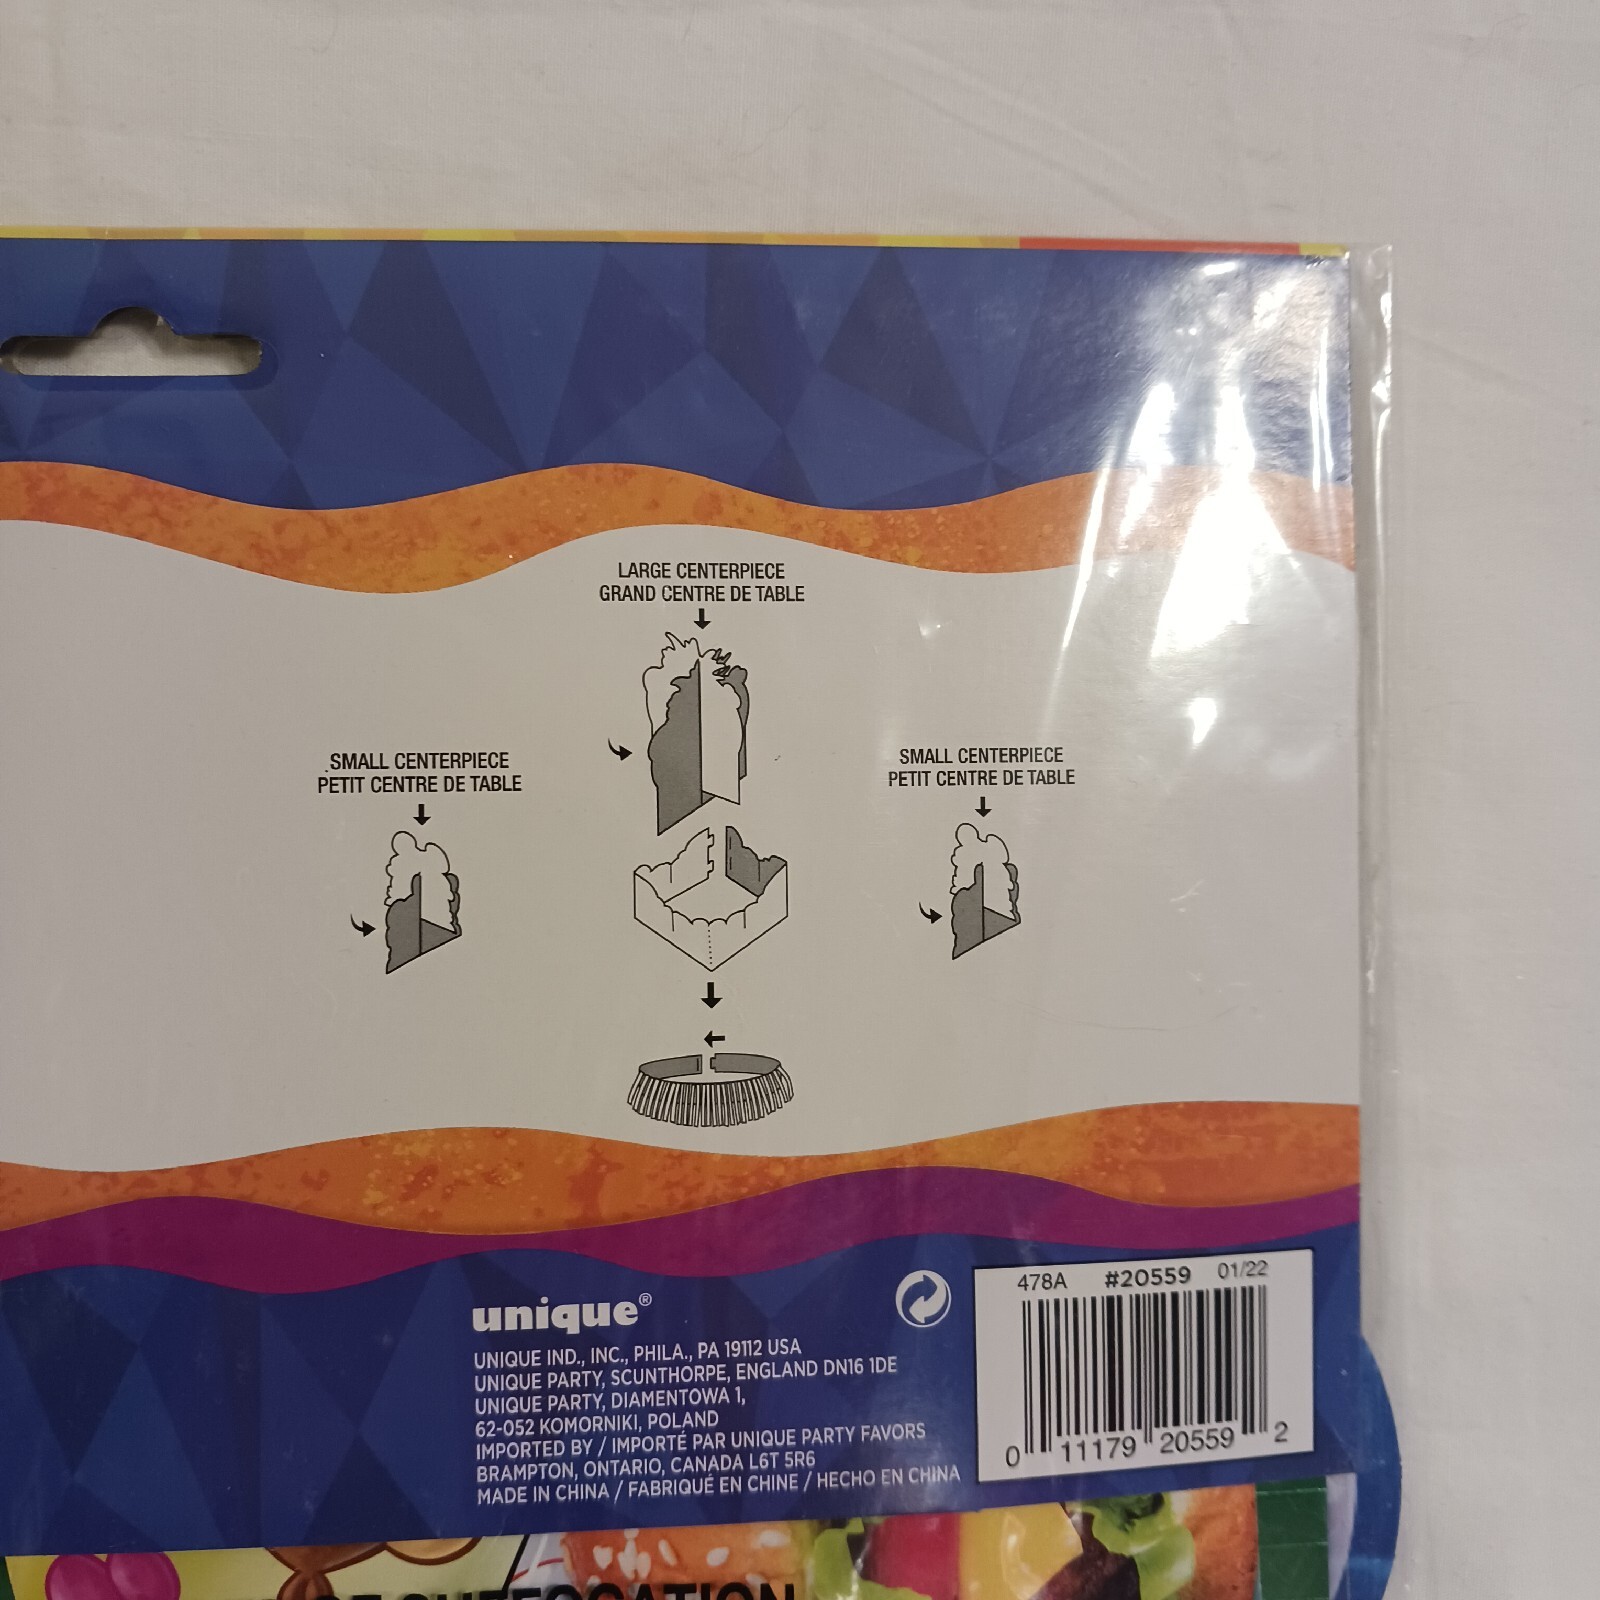 LARGE CENTERPIECE
GRAND CENTRE DE TABLE
SMALL CENTERPIECE
PETIT CENTRE DE TABLE
SMALL CENTERPIECE
PETIT CENTRE DE TABLE
unique®
UNIQUE IND., INC., PHILA., PA 19112 USA
UNIQUE PARTY, SCUNTHORPE, ENGLAND DN16 1DE
UNIQUE PARTY, DIAMENTOWA 1,
62-052 KOMORNIKI, POLAND
IMPORTED BY / IMPORTÉ PAR UNIQUE PARTY FAVORS
BRAMPTON, ONTARIO, CANADA L6T 5R6
MADE IN CHINA / FABRIQUÉ EN CHINE / HECHO EN CHINA
478A #20559 01/22
0 11179 20559 2
SUFFOCATION